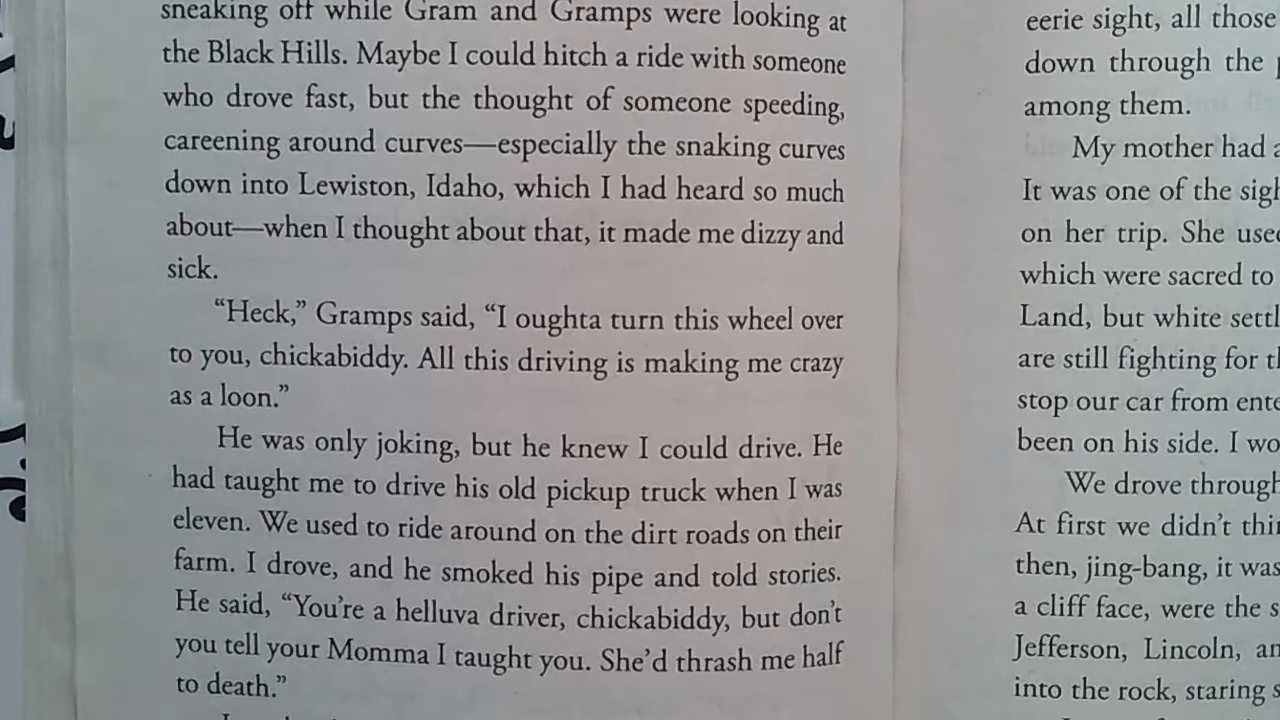 sneaking off while Gram and Gramps were looking at
the Black Hills. Maybe I could hitch a ride with someone
who drove fast, but the thought of someone speeding,
careening around curves—especially the snaking curves
down into Lewiston, Idaho, which I had heard so much
about—when I thought about that, it made me dizzy and
sick.
“Heck,” Gramps said, “I oughta turn this wheel over
to you, chickabiddy. All this driving is making me crazy
as a loon.”
He was only joking, but he knew I could drive. He
had taught me to drive his old pickup truck when I was
eleven. We used to ride around on the dirt roads on their
farm. I drove, and he smoked his pipe and told stories.
He said, “You’re a helluva driver, chickabiddy, but don’t
you tell your Momma I taught you. She’d thrash me half
to death.”
eerie sight, all those
down through the
among them.
My mother had
It was one of the
on her trip. She
which were sacred to
Land, but white
are still fighting for
stop our car from
been on his side. I
We drove
At first we didn’t
then, jing-bang, it was
a cliff face, were the
Jefferson, Lincoln,
into the rock, staring